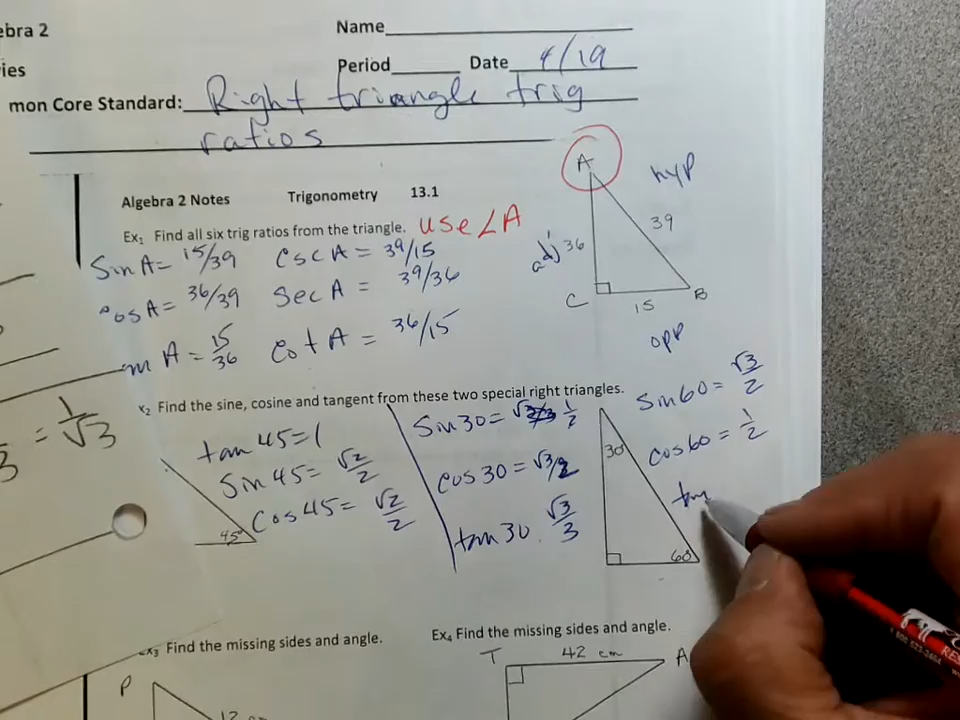 ebra 2
Name
ies
Period Date 4/19
mon Core Standard: Right triangle trig
ratios
Algebra 2 Notes Trigonometry 13.1
Ex1 Find all six trig ratios from the triangle. use ∠A
Sin A = 15/39 Csc A = 39/15
cos A = 36/39 Sec A = 39/36
an A = 15/36 Cot A = 36/15
A
hyp
39
adj 36
C
B
15
opp
x2 Find the sine, cosine and tangent from these two special right triangles.
= 1/√3
tan 45 = 1
Sin 45 = √2/2
Cos 45 = √2/2
45°
Sin 30 = 1/2
cos 30 = √3/2
tan 30 √3/3
30
60
sin 60 = √3/2
cos 60 = 1/2
tan
Ex3 Find the missing sides and angle.
P
12
Ex4 Find the missing sides and angle.
T 42 cm A